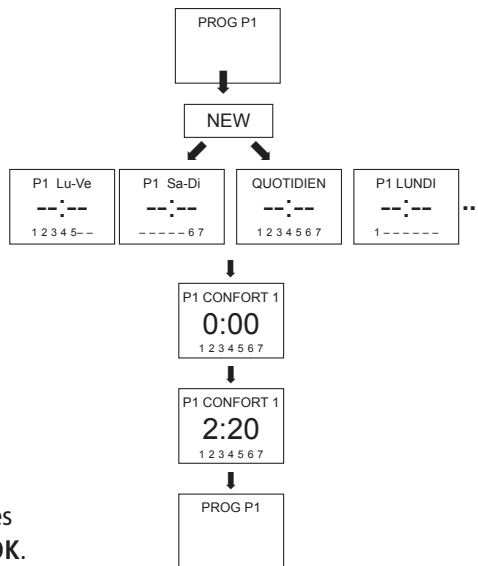 PROG P1
NEW
P1 Lu-Ve
--:--
1 2 3 4 5 – –
P1 Sa-Di
--:--
– – – – – 6 7
QUOTIDIEN
--:--
1 2 3 4 5 6 7
P1 LUNDI
--:--
1 – – – – – –
..
P1 CONFORT 1
0:00
1 2 3 4 5 6 7
P1 CONFORT 1
2:20
1 2 3 4 5 6 7
PROG P1
es
OK.